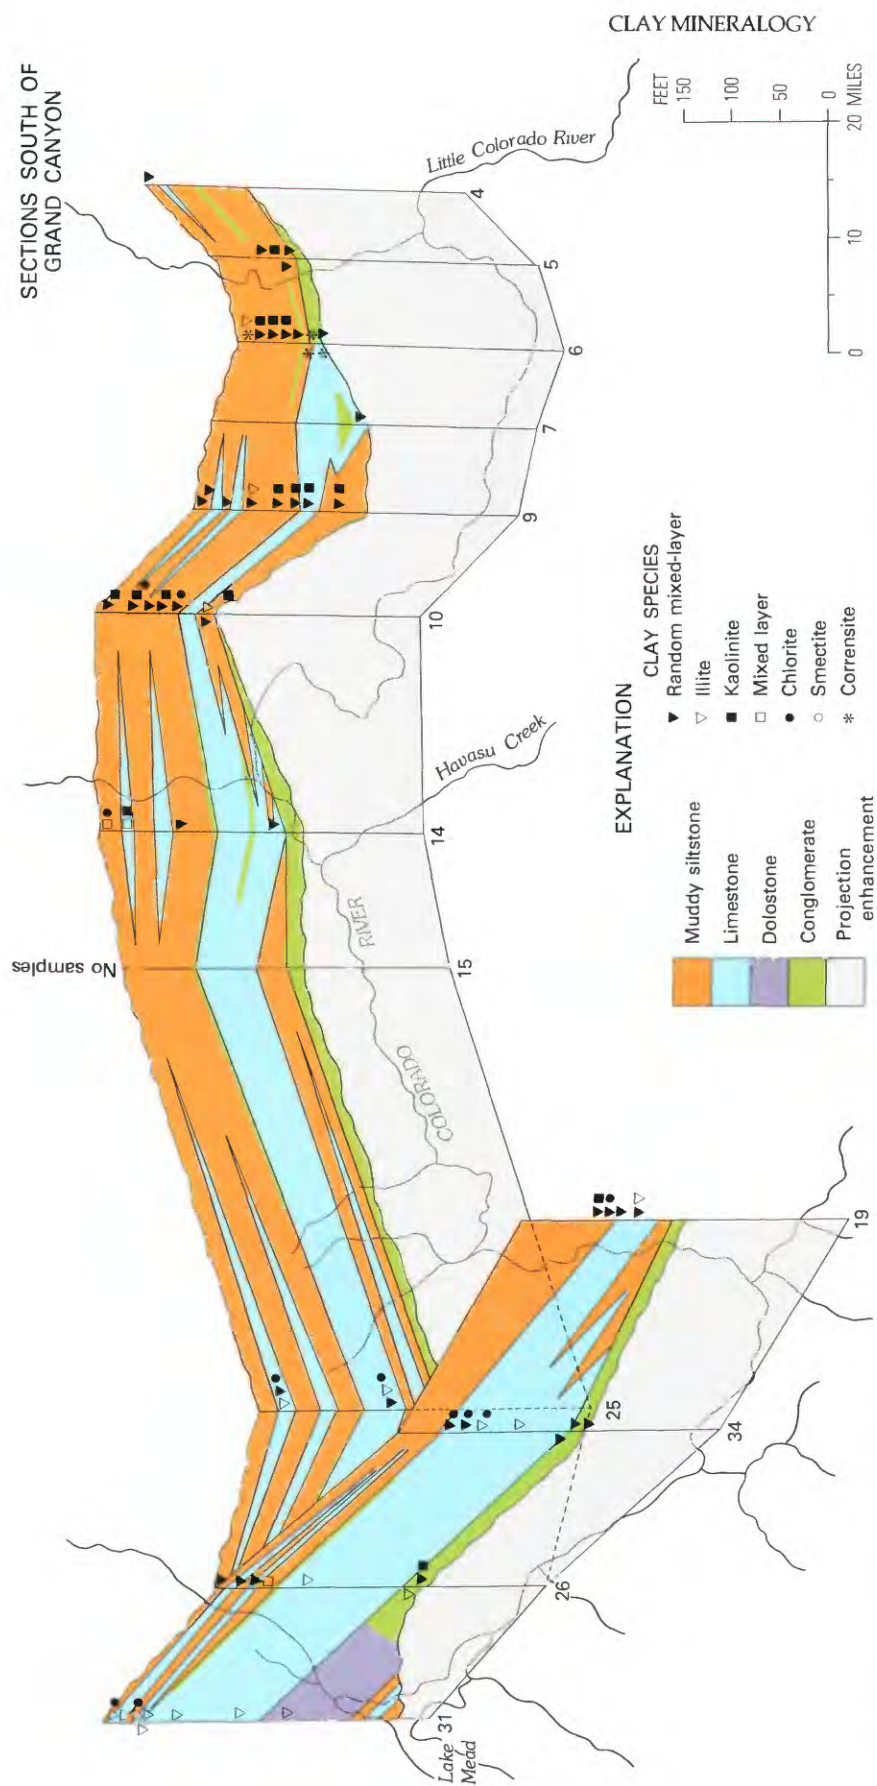 CLAY MINERALOGY
SECTIONS SOUTH OF
GRAND CANYON
FEET
150
100
50
0
20 MILES
10
0
Little Colorado River
4
5
6
7
9
10
14
15
No samples
Havasu Creek
COLORADO
RIVER
19
25
34
26
31
Lake
Mead
EXPLANATION
Muddy siltstone
Limestone
Dolostone
Conglomerate
Projection
enhancement
CLAY SPECIES
Random mixed-layer
Illite
Kaolinite
Mixed layer
Chlorite
Smectite
Corrensite